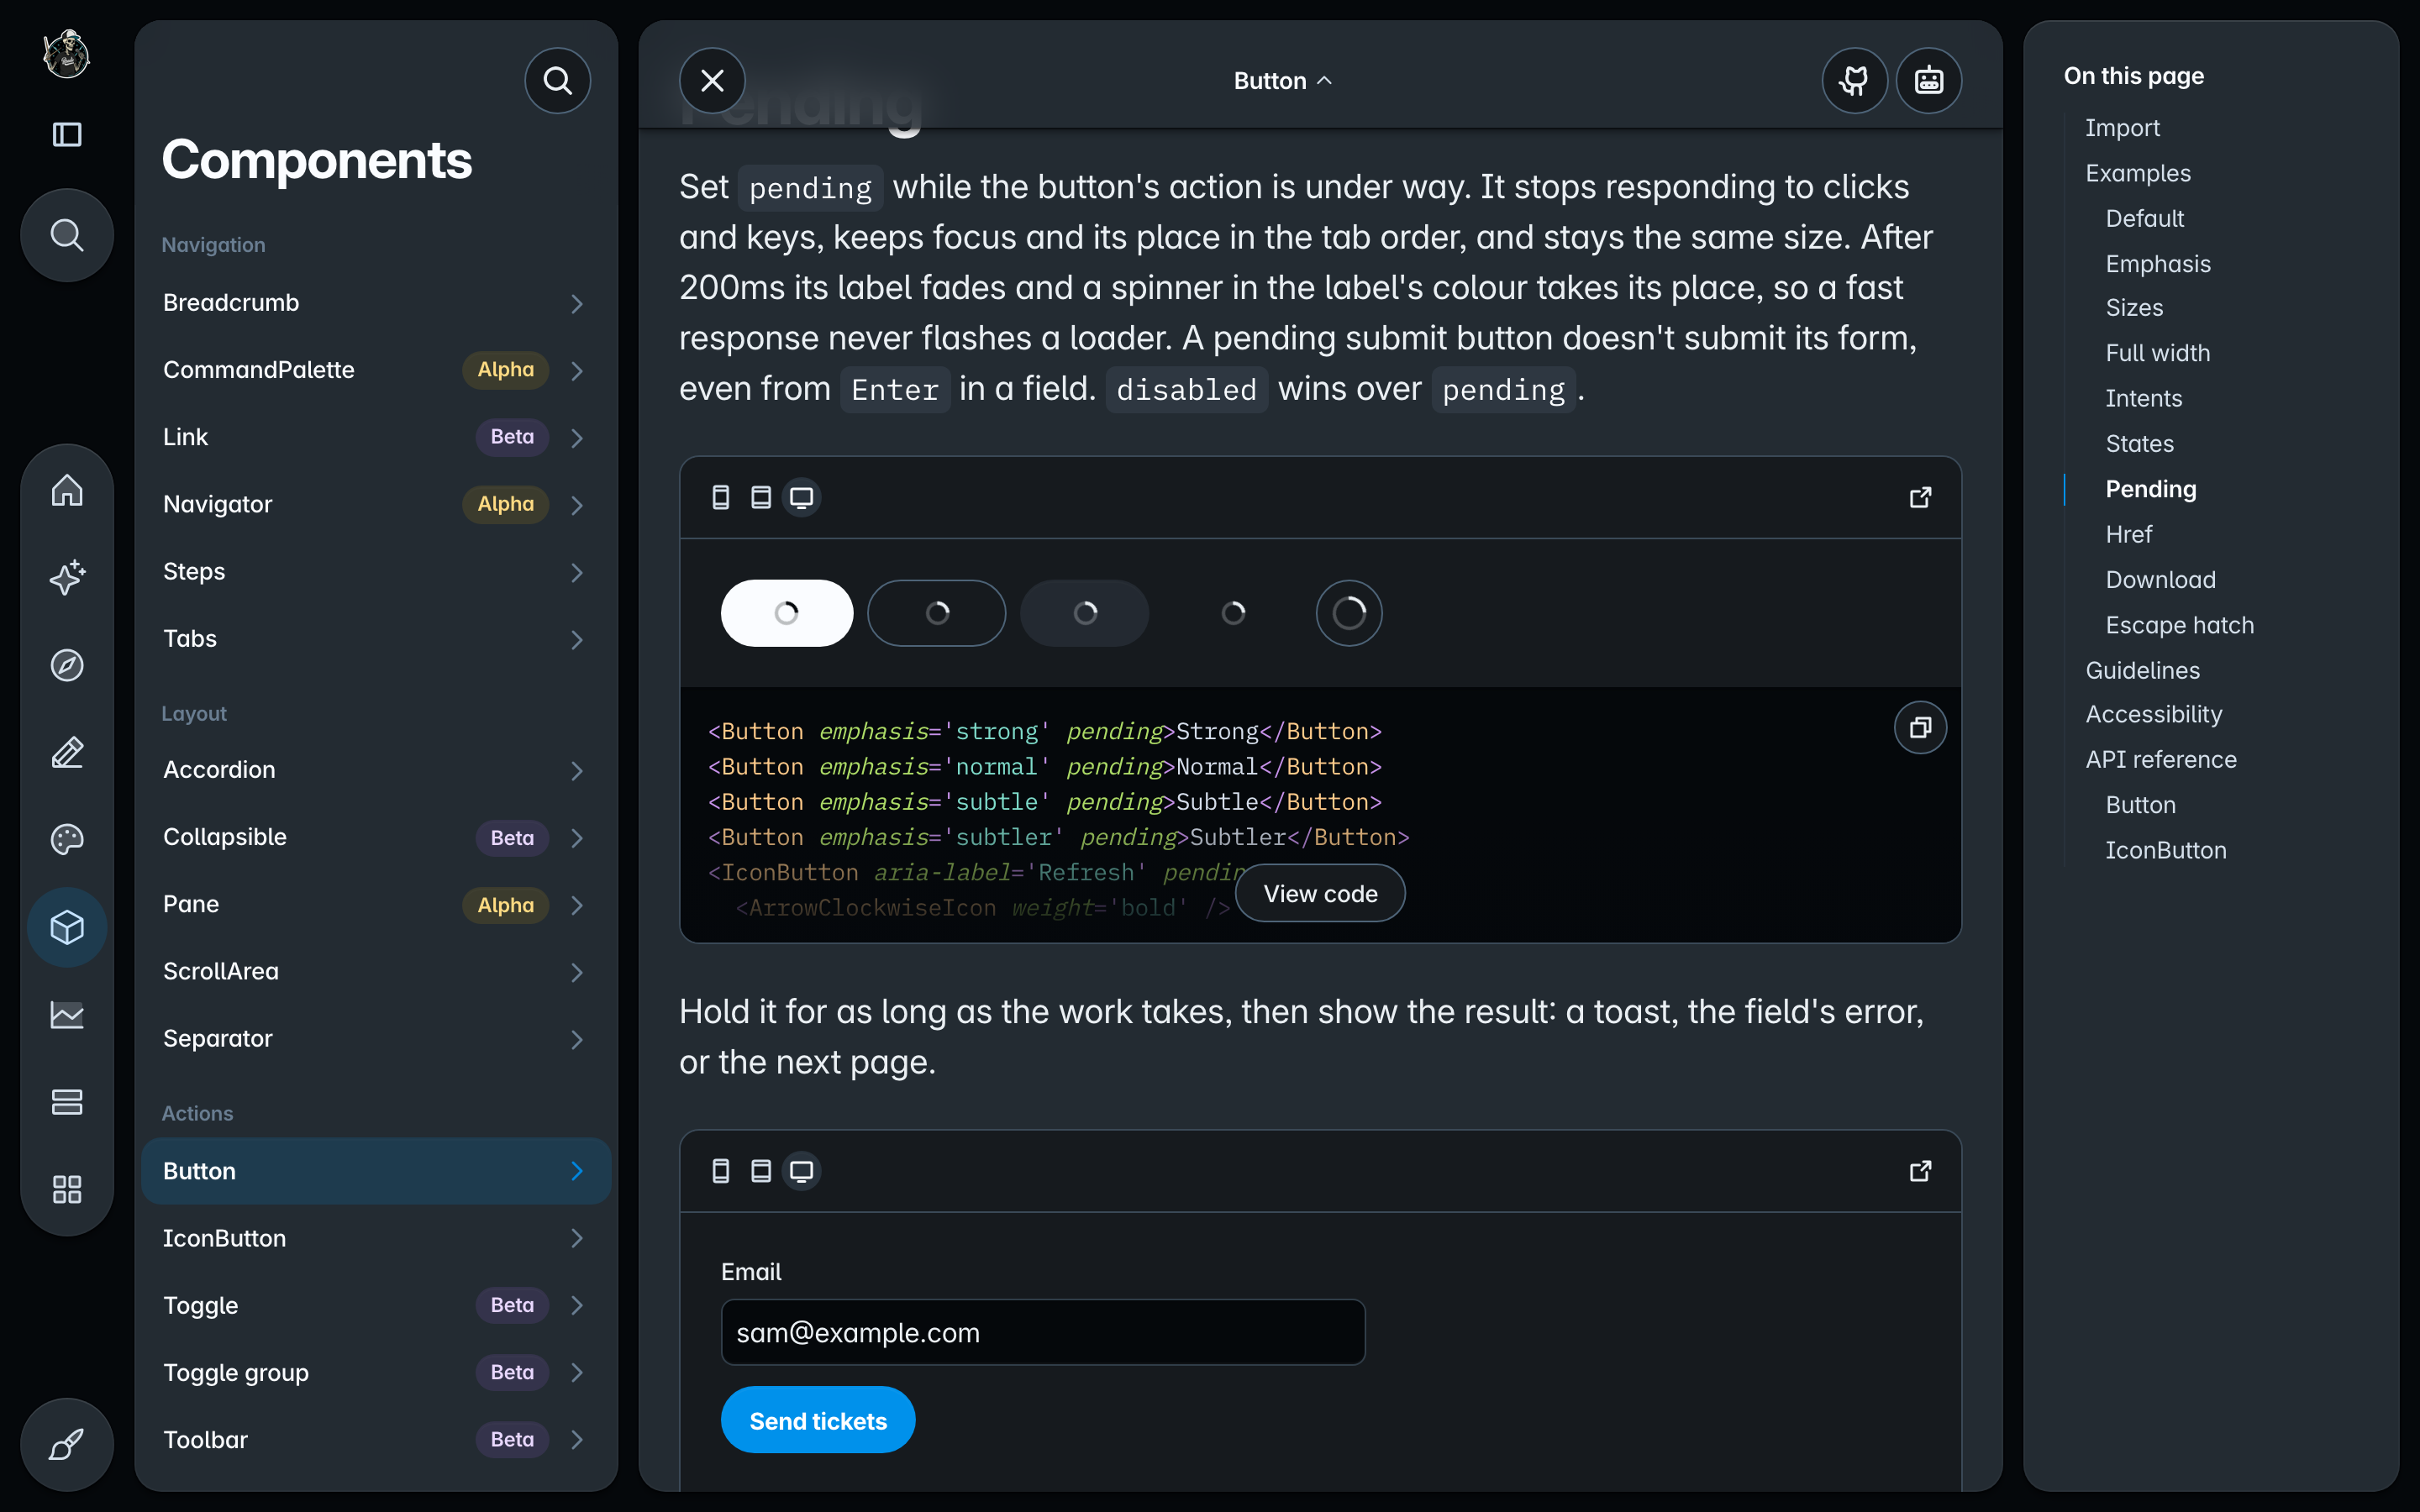 Components
Navigation
Breadcrumb
CommandPalette Alpha
Link Beta
Navigator Alpha
Steps
Tabs
Layout
Accordion
Collapsible Beta
Pane Alpha
ScrollArea
Separator
Actions
Button
IconButton
Toggle Beta
Toggle group Beta
Toolbar Beta
Button
Pending
Set pending while the button's action is under way. It stops responding to clicks
and keys, keeps focus and its place in the tab order, and stays the same size. After
200ms its label fades and a spinner in the label's colour takes its place, so a fast
response never flashes a loader. A pending submit button doesn't submit its form,
even from Enter in a field. disabled wins over pending.
<Button emphasis='strong' pending>Strong</Button>
<Button emphasis='normal' pending>Normal</Button>
<Button emphasis='subtle' pending>Subtle</Button>
<Button emphasis='subtler' pending>Subtler</Button>
<IconButton aria-label='Refresh' pendin
<ArrowClockwiseIcon weight='bold' />
View code
Hold it for as long as the work takes, then show the result: a toast, the field's error,
or the next page.
Email
sam@example.com
Send tickets
On this page
Import
Examples
Default
Emphasis
Sizes
Full width
Intents
States
Pending
Href
Download
Escape hatch
Guidelines
Accessibility
API reference
Button
IconButton